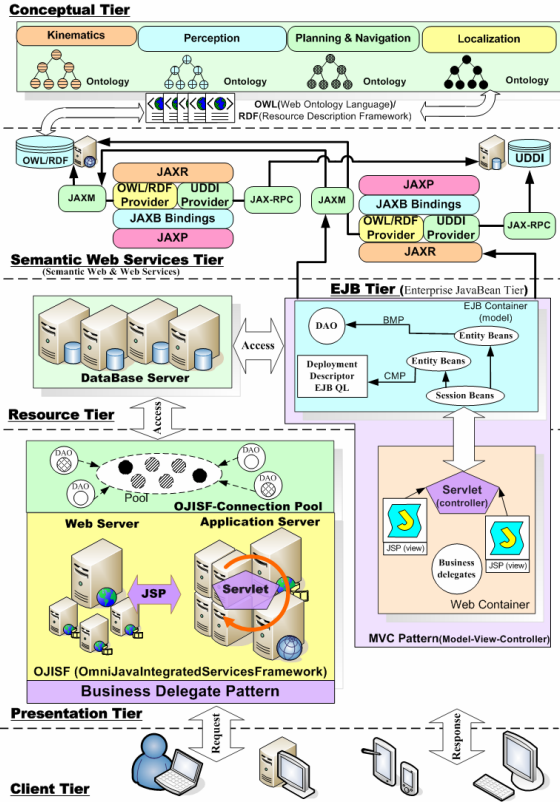 Conceptual Tier
Kinematics
Perception
Planning & Navigation
Localization
Ontology
Ontology
Ontology
Ontology
OWL(Web Ontology Language)/
RDF(Resource Description Framework)
OWL/RDF
UDDI
JAXR
OWL/RDF
Provider
UDDI
Provider
JAXM
JAX-RPC
JAXB Bindings
JAXP
JAXM
JAXP
JAXB Bindings
OWL/RDF
Provider
UDDI
Provider
JAX-RPC
JAXR
Semantic Web Services Tier
(Semantic Web & Web Services)
EJB Tier (Enterprise JavaBean Tier)
EJB Container
(model)
DAO
BMP
Entity Beans
Deployment
Descriptor
EJB QL
CMP
Entity Beans
Session Beans
Access
DataBase Server
Resource Tier
Access
DAO
DAO
DAO
DAO
Pool
OJISF-Connection Pool
Web Server
Application Server
JSP
Servlet
OJISF (OmniJavaIntegratedServicesFramework)
Business Delegate Pattern
Servlet
(controller)
JSP (view)
JSP (view)
Business
delegates
Web Container
MVC Pattern(Model-View-Controller)
Presentation Tier
Request
Response
Client Tier